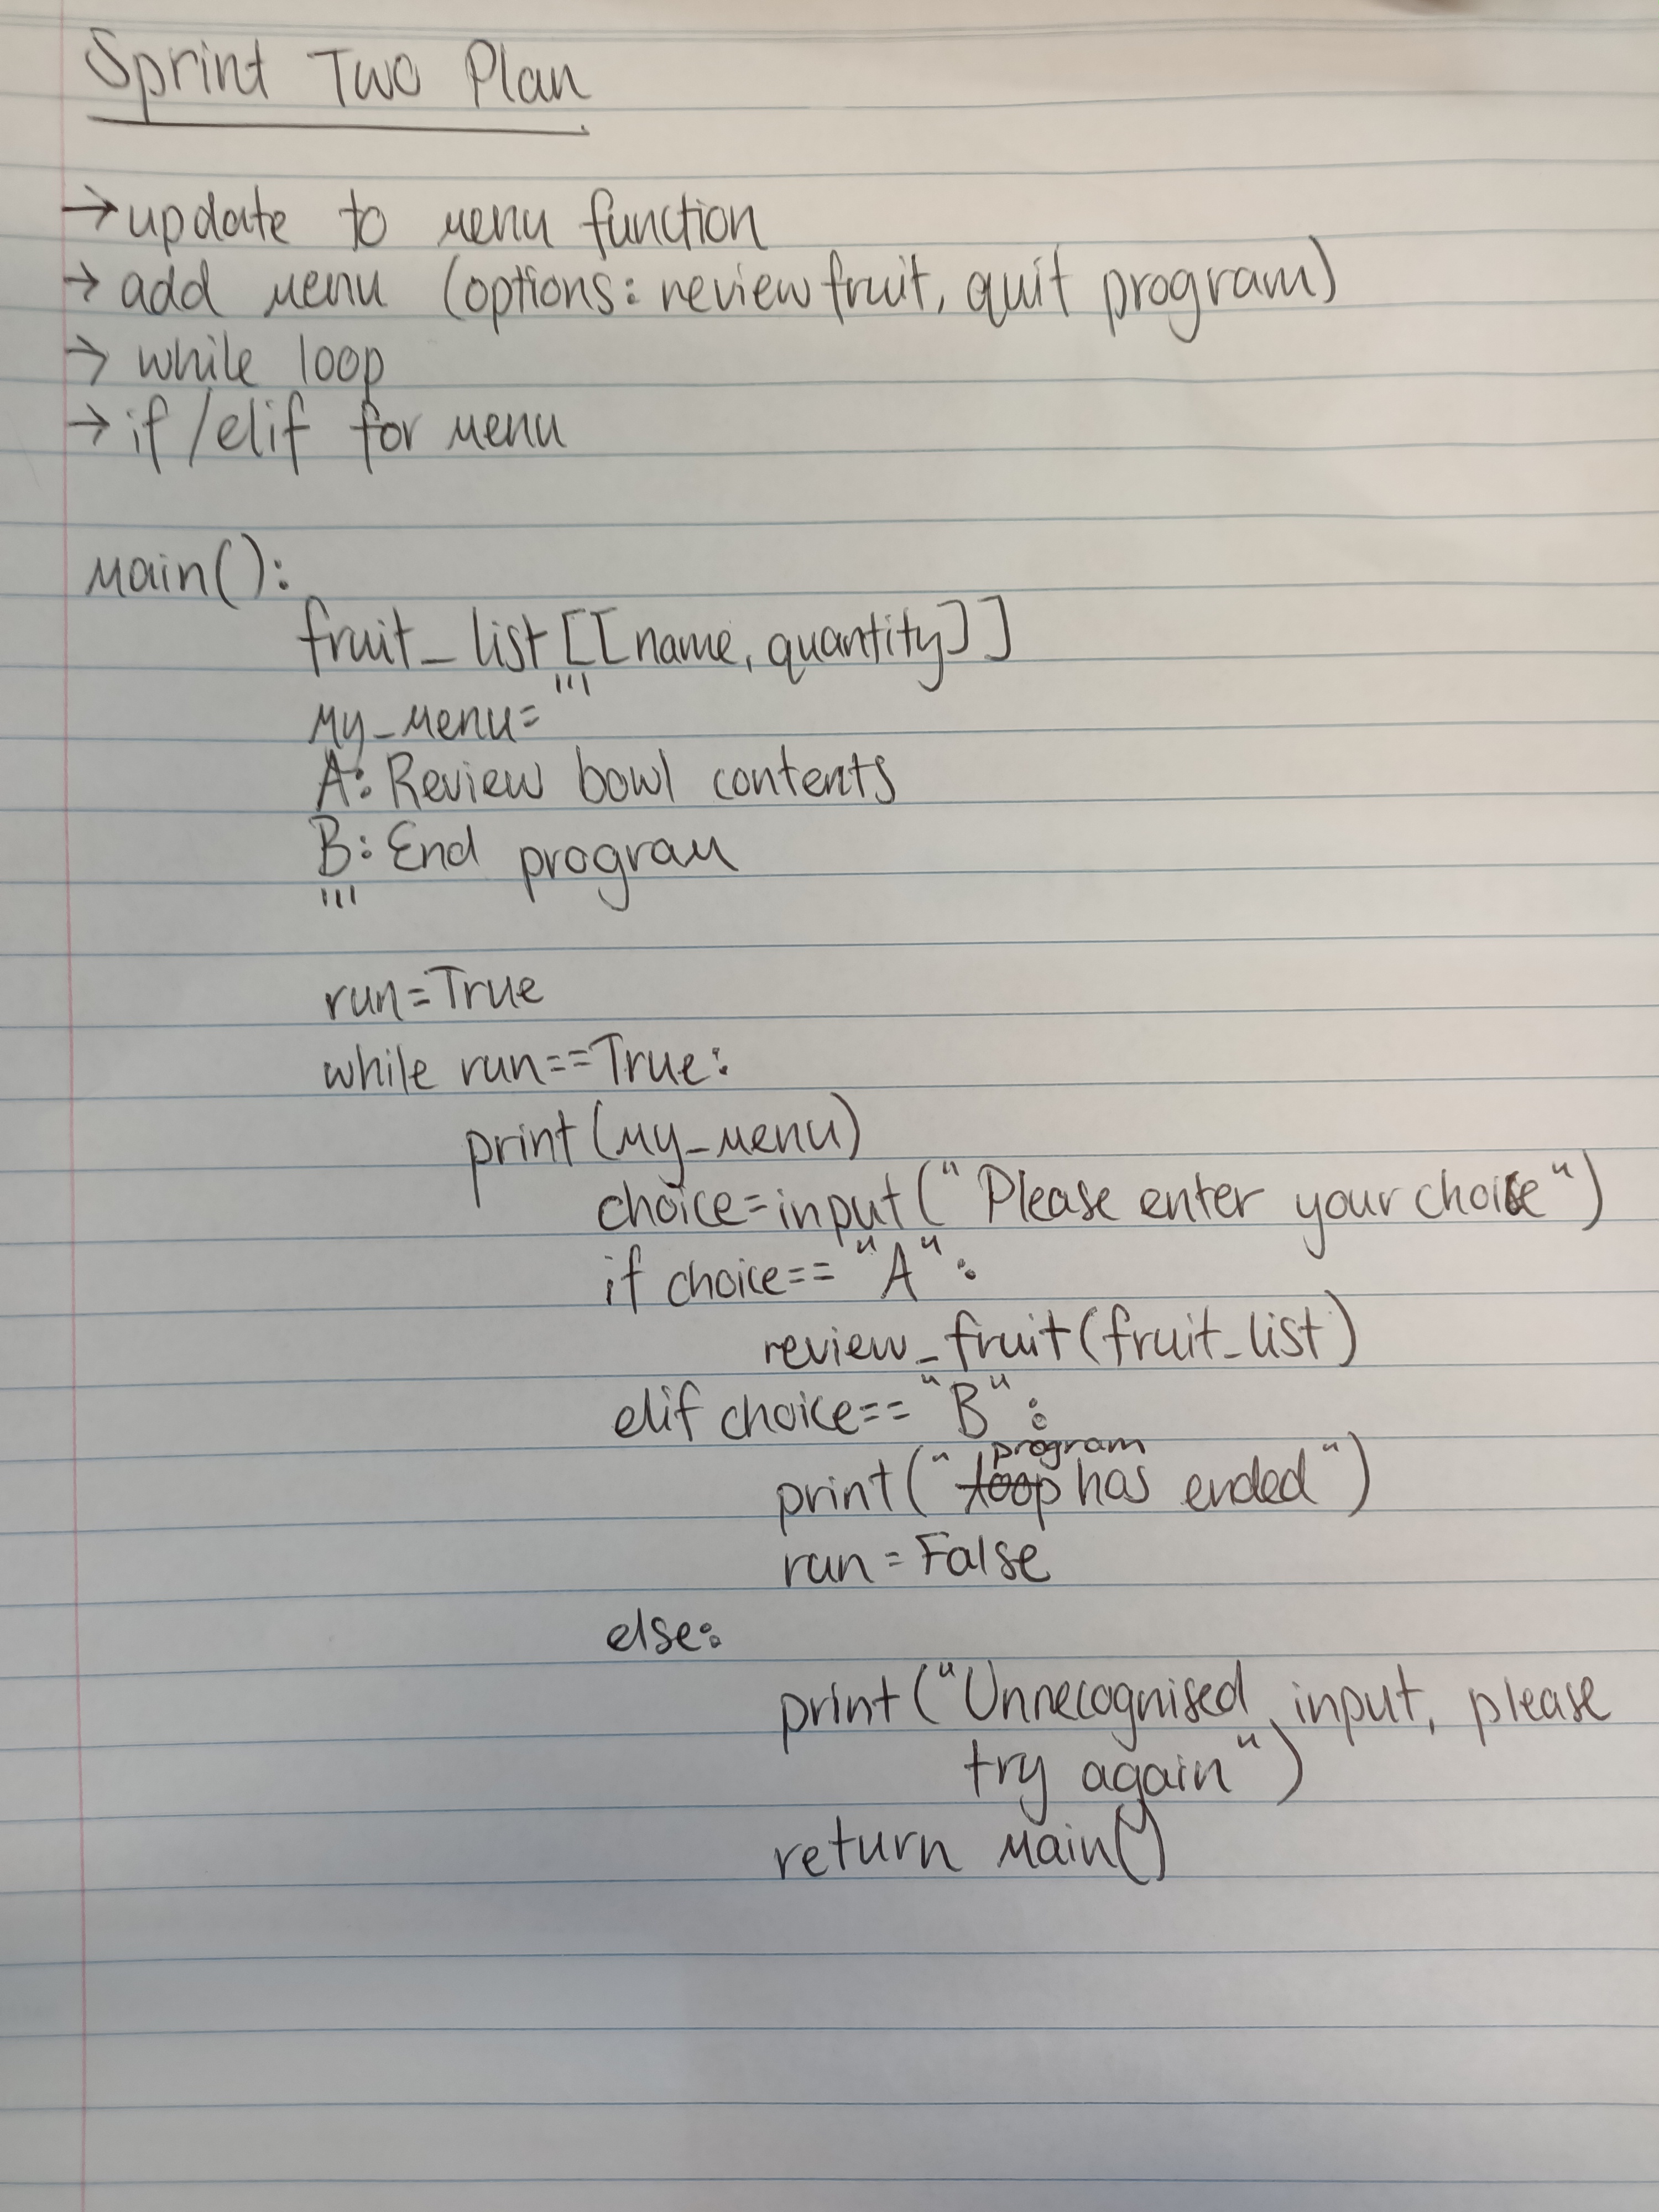 Sprint Two Plan
→ update to menu function
→ add menu (options: review fruit, quit program)
→ while loop
→ if/elif for menu
main():
fruit_list[[name, quantity]]
my_menu= '''
A: Review bowl contents
B: End program
'''
run=True
while run==True:
print(my_menu)
choice=input("Please enter your choice")
if choice== "A":
review_fruit(fruit_list)
elif choice== "B":
print("program has ended")
run=False
else:
print("Unrecognised input, please
try again")
return main()